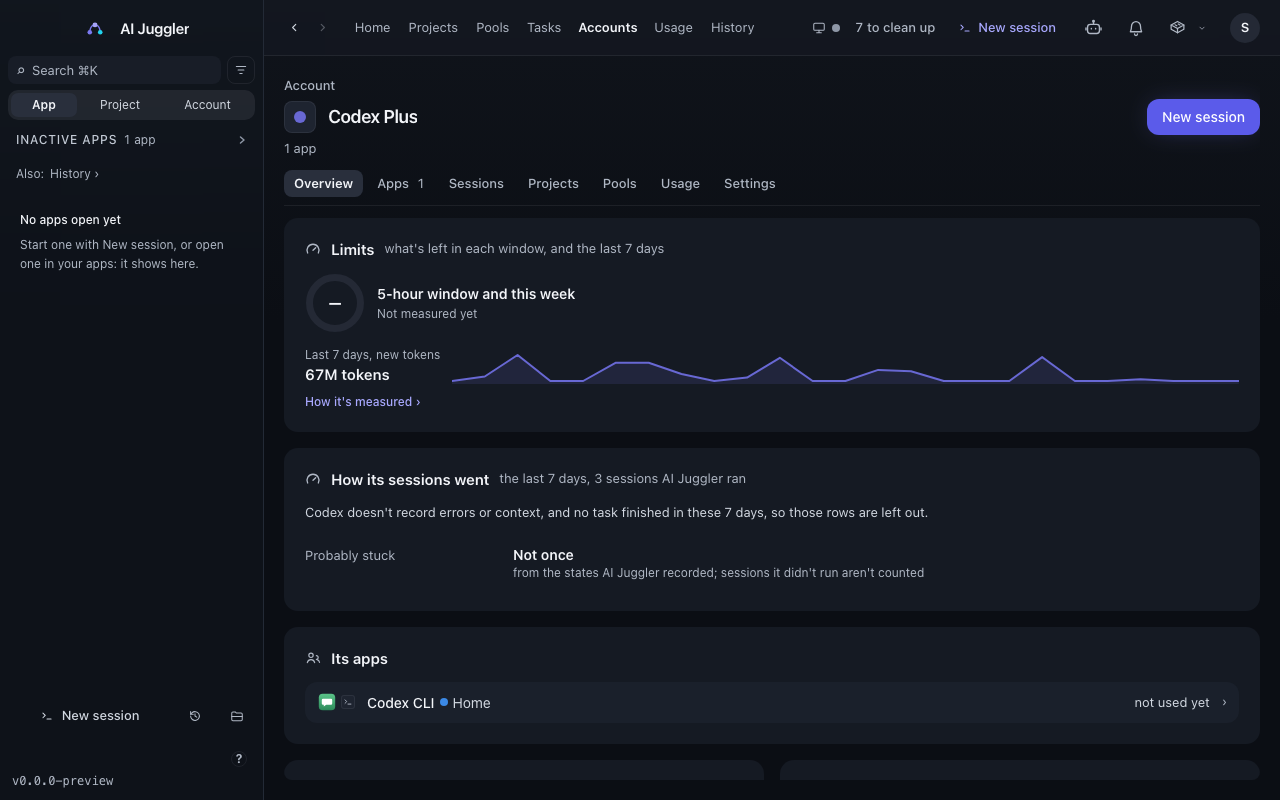 AI Juggler
Search ⌘K
App Project Account
INACTIVE APPS 1 app
Also: History ›
No apps open yet
Start one with New session, or open
one in your apps: it shows here.
New session
?
v0.0.0-preview
Home Projects Pools Tasks Accounts Usage History
7 to clean up
New session
S
Account
Codex Plus
New session
1 app
Overview Apps 1 Sessions Projects Pools Usage Settings
Limits what's left in each window, and the last 7 days
–
5-hour window and this week
Not measured yet
Last 7 days, new tokens
67M tokens
How it's measured ›
How its sessions went the last 7 days, 3 sessions AI Juggler ran
Codex doesn't record errors or context, and no task finished in these 7 days, so those rows are left out.
Probably stuck Not once
from the states AI Juggler recorded; sessions it didn't run aren't counted
Its apps
Codex CLI Home not used yet ›